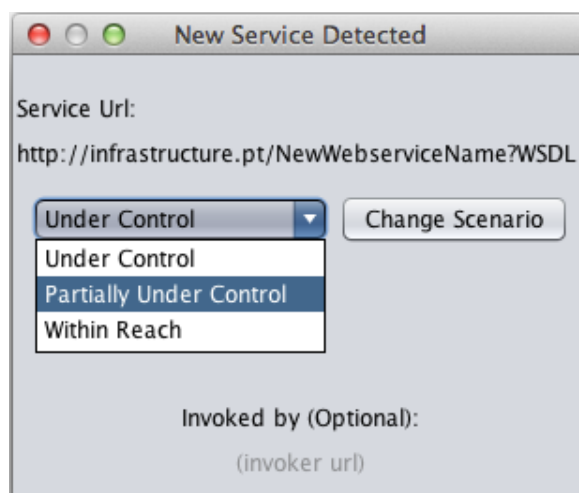 New Service Detected
Service Url:
http://infrastructure.pt/NewWebserviceName?WSDL
Under Control Change Scenario
Under Control
Partially Under Control
Within Reach
Invoked by (Optional):
(invoker url)